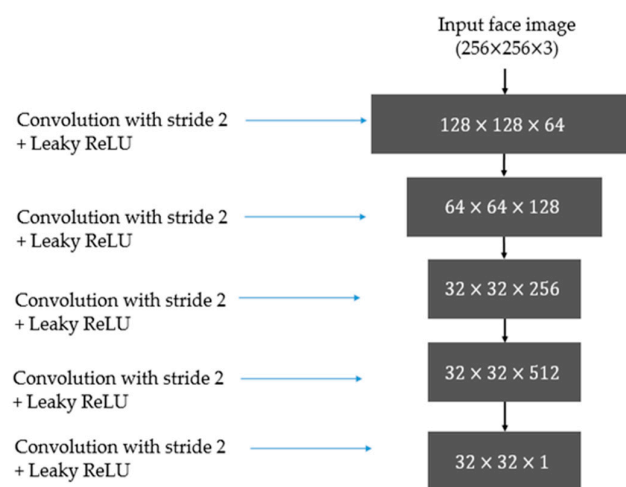 Input face image
(256×256×3)
Convolution with stride 2
+ Leaky ReLU
128 × 128 × 64
Convolution with stride 2
+ Leaky ReLU
64 × 64 × 128
Convolution with stride 2
+ Leaky ReLU
32 × 32 × 256
Convolution with stride 2
+ Leaky ReLU
32 × 32 × 512
Convolution with stride 2
+ Leaky ReLU
32 × 32 × 1